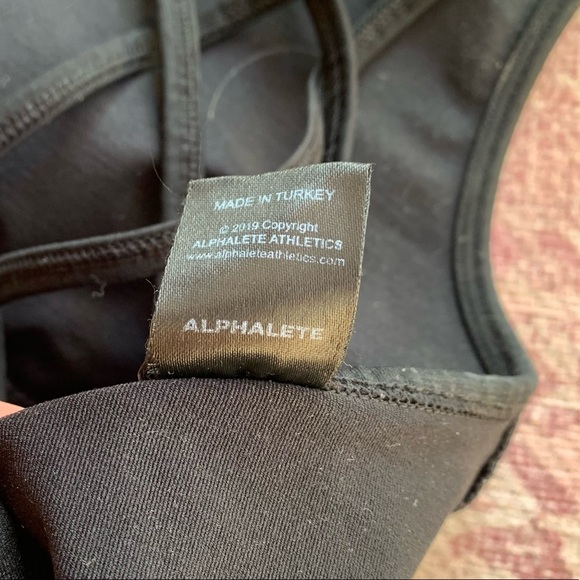 MADE IN TURKEY
© 2019 Copyright
ALPHALETE ATHLETICS
www.alphaleteathletics.com
ALPHALETE